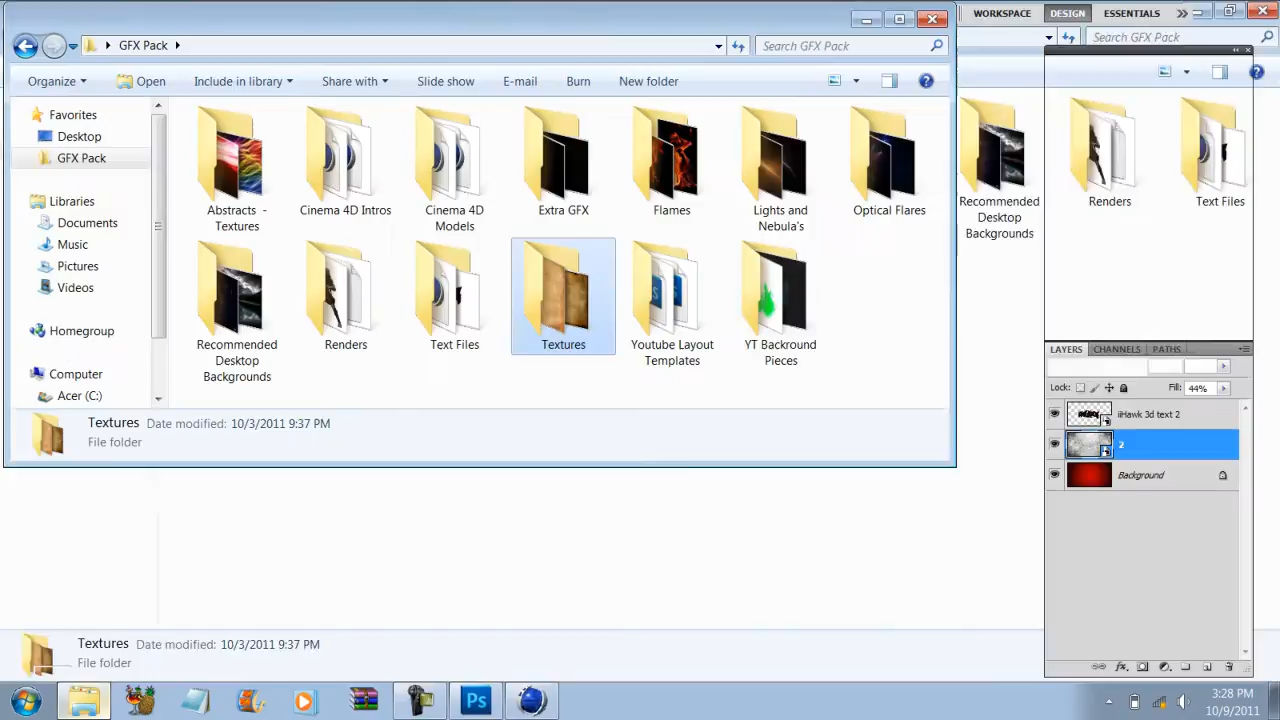 WORKSPACE DESIGN ESSENTIALS
GFX Pack
Search GFX Pack
Search GFX Pack
Organize Open Include in library Share with Slide show E-mail Burn New folder
Favorites
Desktop
GFX Pack
Libraries
Documents
Music
Pictures
Videos
Homegroup
Computer
Acer (C:)
Abstracts -
Textures
Cinema 4D Intros
Cinema 4D
Models
Extra GFX
Flames
Lights and
Nebula's
Optical Flares
Recommended
Desktop
Backgrounds
Renders
Text Files
Textures
Youtube Layout
Templates
YT Backround
Pieces
Textures Date modified: 10/3/2011 9:37 PM
File folder
Recommended
Desktop
Backgrounds
Renders
Text Files
LAYERS CHANNELS PATHS
Lock: Fill: 44%
iiHawk 3d text 2
2
Background
Textures Date modified: 10/3/2011 9:37 PM
File folder
Ps
3:28 PM
10/9/2011